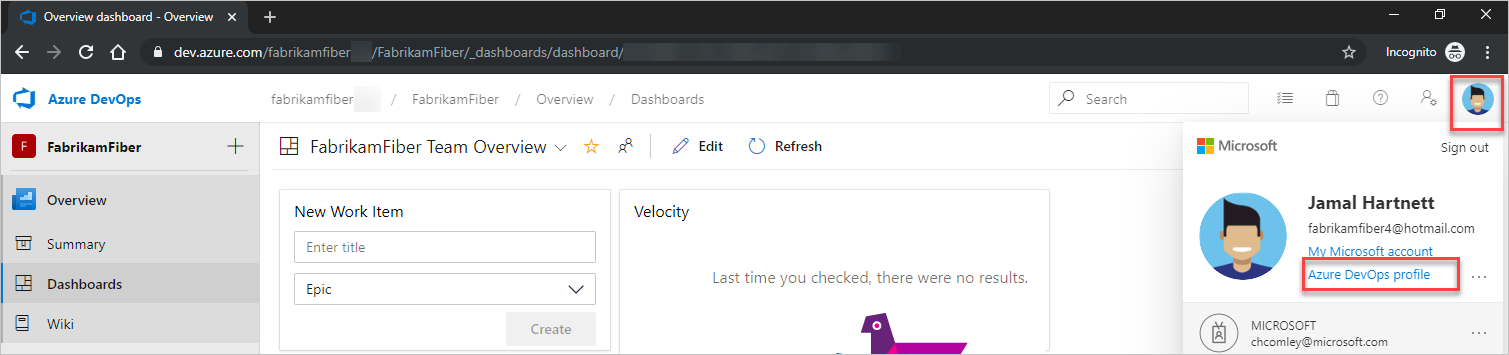 Overview dashboard - Overview
dev.azure.com/fabrikamfiber /FabrikamFiber/_dashboards/dashboard/
Incognito
Azure DevOps
fabrikamfiber / FabrikamFiber / Overview / Dashboards
Search
F FabrikamFiber
FabrikamFiber Team Overview
Edit
Refresh
Microsoft
Sign out
Overview
Summary
Dashboards
Wiki
New Work Item
Enter title
Epic
Create
Velocity
Last time you checked, there were no results.
Jamal Hartnett
fabrikamfiber4@hotmail.com
My Microsoft account
Azure DevOps profile
MICROSOFT
chcomley@microsoft.com